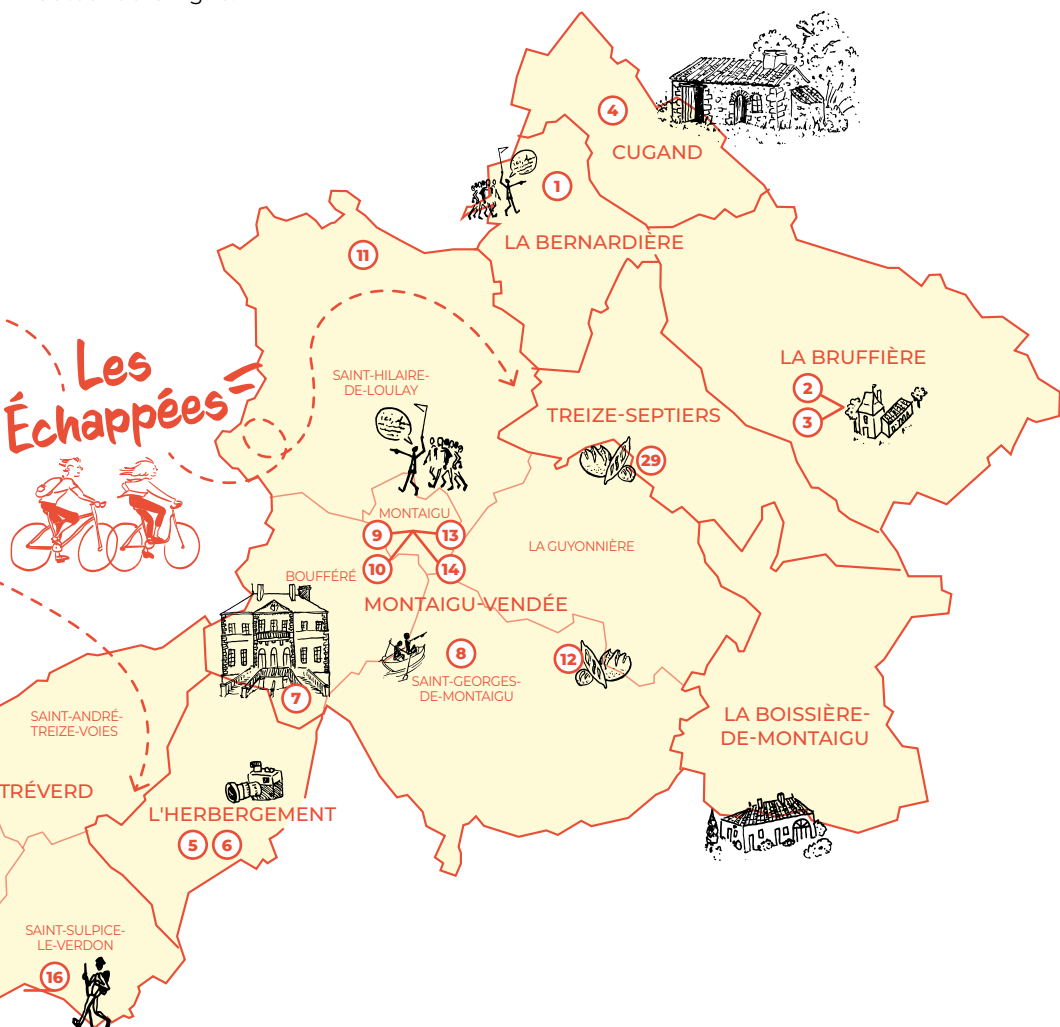 4
CUGAND
1
LA BERNARDIÈRE
11
Les
Échappées
SAINT-HILAIRE-
DE-LOULAY
LA BRUFFIÈRE
2
3
TREIZE-SEPTIERS
29
MONTAIGU
9
13
10
14
LA GUYONNIÈRE
BOUFFÉRÉ
MONTAIGU-VENDÉE
8
12
SAINT-GEORGES-
DE-MONTAIGU
7
SAINT-ANDRÉ-
TREIZE-VOIES
LA BOISSIÈRE-
DE-MONTAIGU
TRÉVERD
L'HERBERGEMENT
5 6
SAINT-SULPICE-
LE-VERDON
16